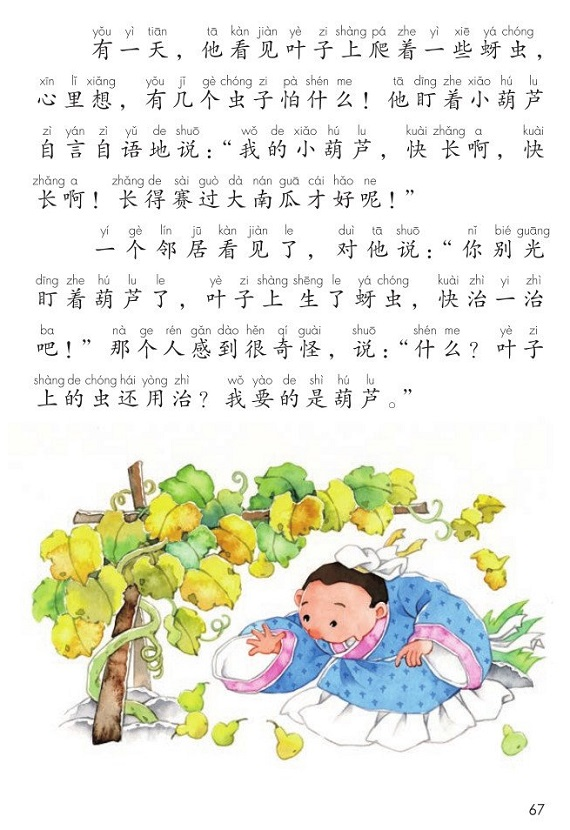 yǒu yì tiān tā kàn jiàn yè zi shàng pá zhe yì xiē yá chóng
有一天，他看见叶子上爬着一些蚜虫，
xīn lǐ xiǎng yǒu jǐ gè chóng zi pà shén me tā dīng zhe xiǎo hú lu
心里想，有几个虫子怕什么！他盯着小葫芦
zì yán zì yǔ de shuō wǒ de xiǎo hú lu kuài zhǎng a kuài
自言自语地说：“我的小葫芦，快长啊，快
zhǎng a zhǎng de sài guò dà nán guā cái hǎo ne
长啊！长得赛过大南瓜才好呢！”
yí gè lín jū kàn jiàn le duì tā shuō nǐ bié guāng
一个邻居看见了，对他说：“你别光
dīng zhe hú lu le yè zi shàng shēng le yá chóng kuài zhì yi zhì
盯着葫芦了，叶子上生了蚜虫，快治一治
ba nà ge rén gǎn dào hěn qí guài shuō shén me yè zi
吧！”那个人感到很奇怪，说：“什么？叶子
shàng de chóng hái yòng zhì wǒ yào de shì hú lu
上的虫还用治？我要的是葫芦。”
67